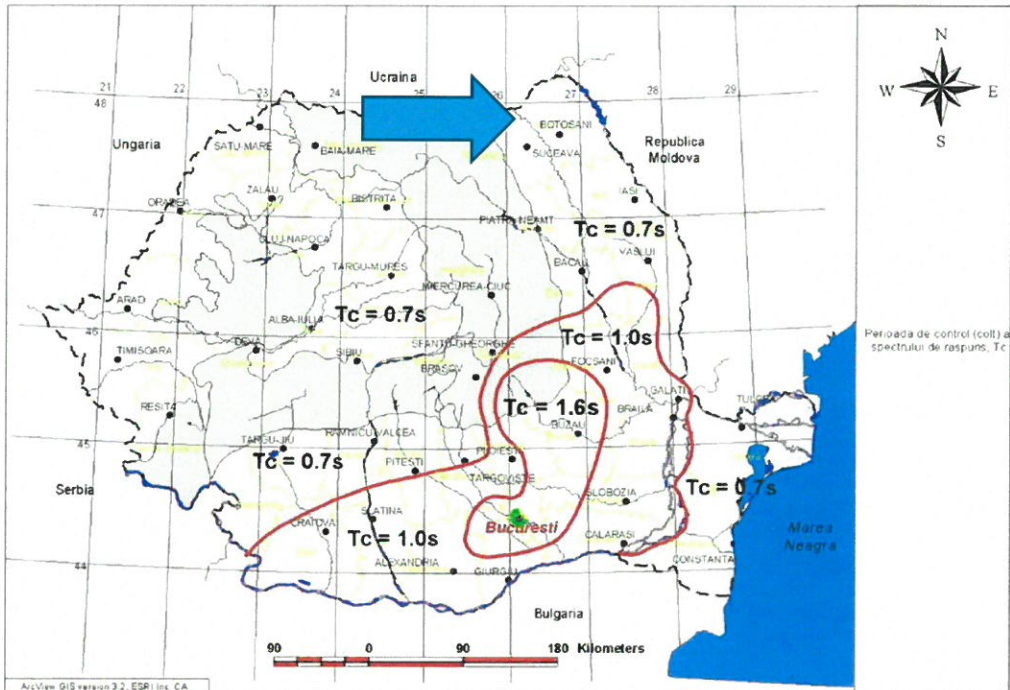 N
W E
S
Ucraina
21 22 23 24 25 26 27 28 29
48
Ungaria
Republica
Moldova
BOTOSANI
SATU-MARE
BAIA-MARE
SUCEAVA
IASI
ZALAU
BISTRITA
ORADEA
47
PIATRA NEAMT
Tc = 0.7s
CLUJ-NAPOCA
VASLUI
BACAU
TARGU-MURES
MIERCUREA-CIUC
ARAD
Tc = 0.7s
ALBA-IULIA
46
Tc = 1.0s
TIMISOARA
DEVA
SIBIU
SFANTU-GHEORGHE
FOCSANI
BRASOV
GALATI
RESITA
Tc = 1.6s
BRAILA
TULCEA
BUZAU
45
TARGU-JIU
RAMNICU VALCEA
Tc = 0.7s
PITESTI
PLOIESTI
TARGOVISTE
Tc = 0.7s
Serbia
SLOBOZIA
CRAIOVA
SLATINA
Bucuresti
Tc = 1.0s
CALARASI
Marea
Neagra
ALEXANDRIA
CONSTANTA
44
GIURGIU
Bulgaria
90 0 90 180 Kilometers
Perioada de control (colt) a
spectrului de raspuns, Tc
ArcView GIS version 3.2, ESRI Inc. CA